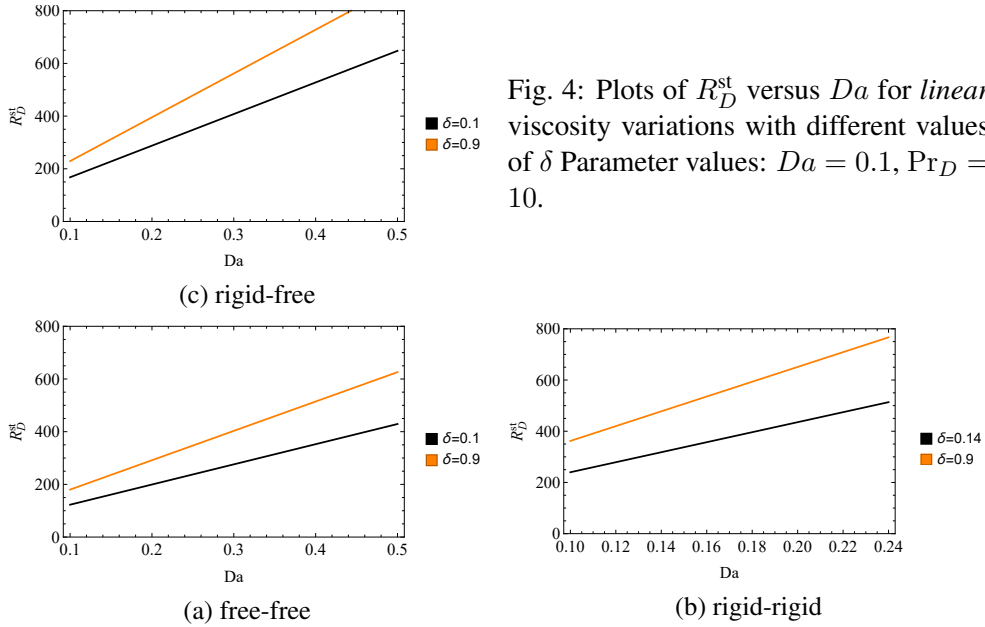 800
600
400
200
0
R_D^st
0.1 0.2 0.3 0.4 0.5
Da
δ=0.1
δ=0.9
(c) rigid-free
Fig. 4: Plots of R_D^st versus Da for linear
viscosity variations with different values
of δ Parameter values: Da = 0.1, Pr_D =
10.
800
600
400
200
0
R_D^st
0.1 0.2 0.3 0.4 0.5
Da
δ=0.1
δ=0.9
(a) free-free
800
600
400
200
0
R_D^st
0.10 0.12 0.14 0.16 0.18 0.20 0.22 0.24
Da
δ=0.14
δ=0.9
(b) rigid-rigid